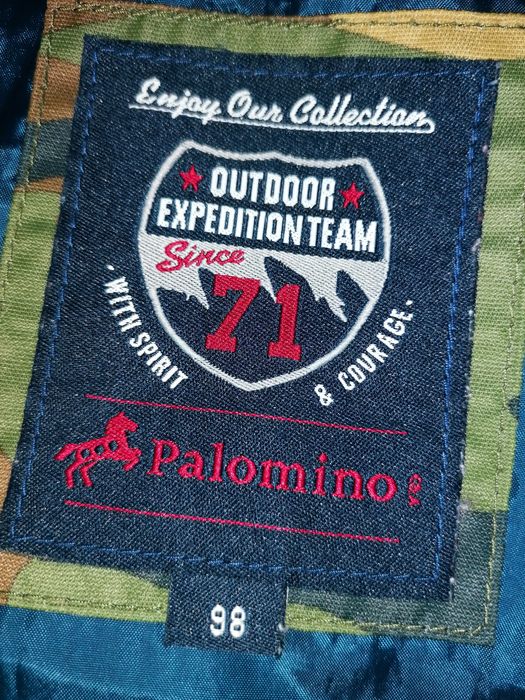 Enjoy Our Collection
OUTDOOR
EXPEDITION TEAM
Since
71
· WITH SPIRIT
& COURAGE ·
Palomino
98